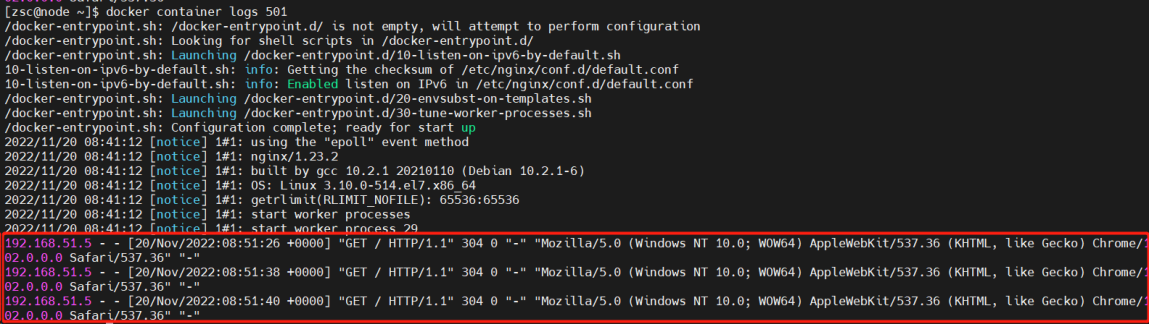 02.0.0.0 Safari/537.36
[zsc@node ~]$ docker container logs 501
/docker-entrypoint.sh: /docker-entrypoint.d/ is not empty, will attempt to perform configuration
/docker-entrypoint.sh: Looking for shell scripts in /docker-entrypoint.d/
/docker-entrypoint.sh: Launching /docker-entrypoint.d/10-listen-on-ipv6-by-default.sh
10-listen-on-ipv6-by-default.sh: info: Getting the checksum of /etc/nginx/conf.d/default.conf
10-listen-on-ipv6-by-default.sh: info: Enabled listen on IPv6 in /etc/nginx/conf.d/default.conf
/docker-entrypoint.sh: Launching /docker-entrypoint.d/20-envsubst-on-templates.sh
/docker-entrypoint.sh: Launching /docker-entrypoint.d/30-tune-worker-processes.sh
/docker-entrypoint.sh: Configuration complete; ready for start up
2022/11/20 08:41:12 [notice] 1#1: using the "epoll" event method
2022/11/20 08:41:12 [notice] 1#1: nginx/1.23.2
2022/11/20 08:41:12 [notice] 1#1: built by gcc 10.2.1 20210110 (Debian 10.2.1-6)
2022/11/20 08:41:12 [notice] 1#1: OS: Linux 3.10.0-514.el7.x86_64
2022/11/20 08:41:12 [notice] 1#1: getrlimit(RLIMIT_NOFILE): 65536:65536
2022/11/20 08:41:12 [notice] 1#1: start worker processes
2022/11/20 08:41:12 [notice] 1#1: start worker process 29
192.168.51.5 - - [20/Nov/2022:08:51:26 +0000] "GET / HTTP/1.1" 304 0 "-" "Mozilla/5.0 (Windows NT 10.0; WOW64) AppleWebKit/537.36 (KHTML, like Gecko) Chrome/1
02.0.0.0 Safari/537.36" "-"
192.168.51.5 - - [20/Nov/2022:08:51:38 +0000] "GET / HTTP/1.1" 304 0 "-" "Mozilla/5.0 (Windows NT 10.0; WOW64) AppleWebKit/537.36 (KHTML, like Gecko) Chrome/1
02.0.0.0 Safari/537.36" "-"
192.168.51.5 - - [20/Nov/2022:08:51:40 +0000] "GET / HTTP/1.1" 304 0 "-" "Mozilla/5.0 (Windows NT 10.0; WOW64) AppleWebKit/537.36 (KHTML, like Gecko) Chrome/1
02.0.0.0 Safari/537.36" "-"